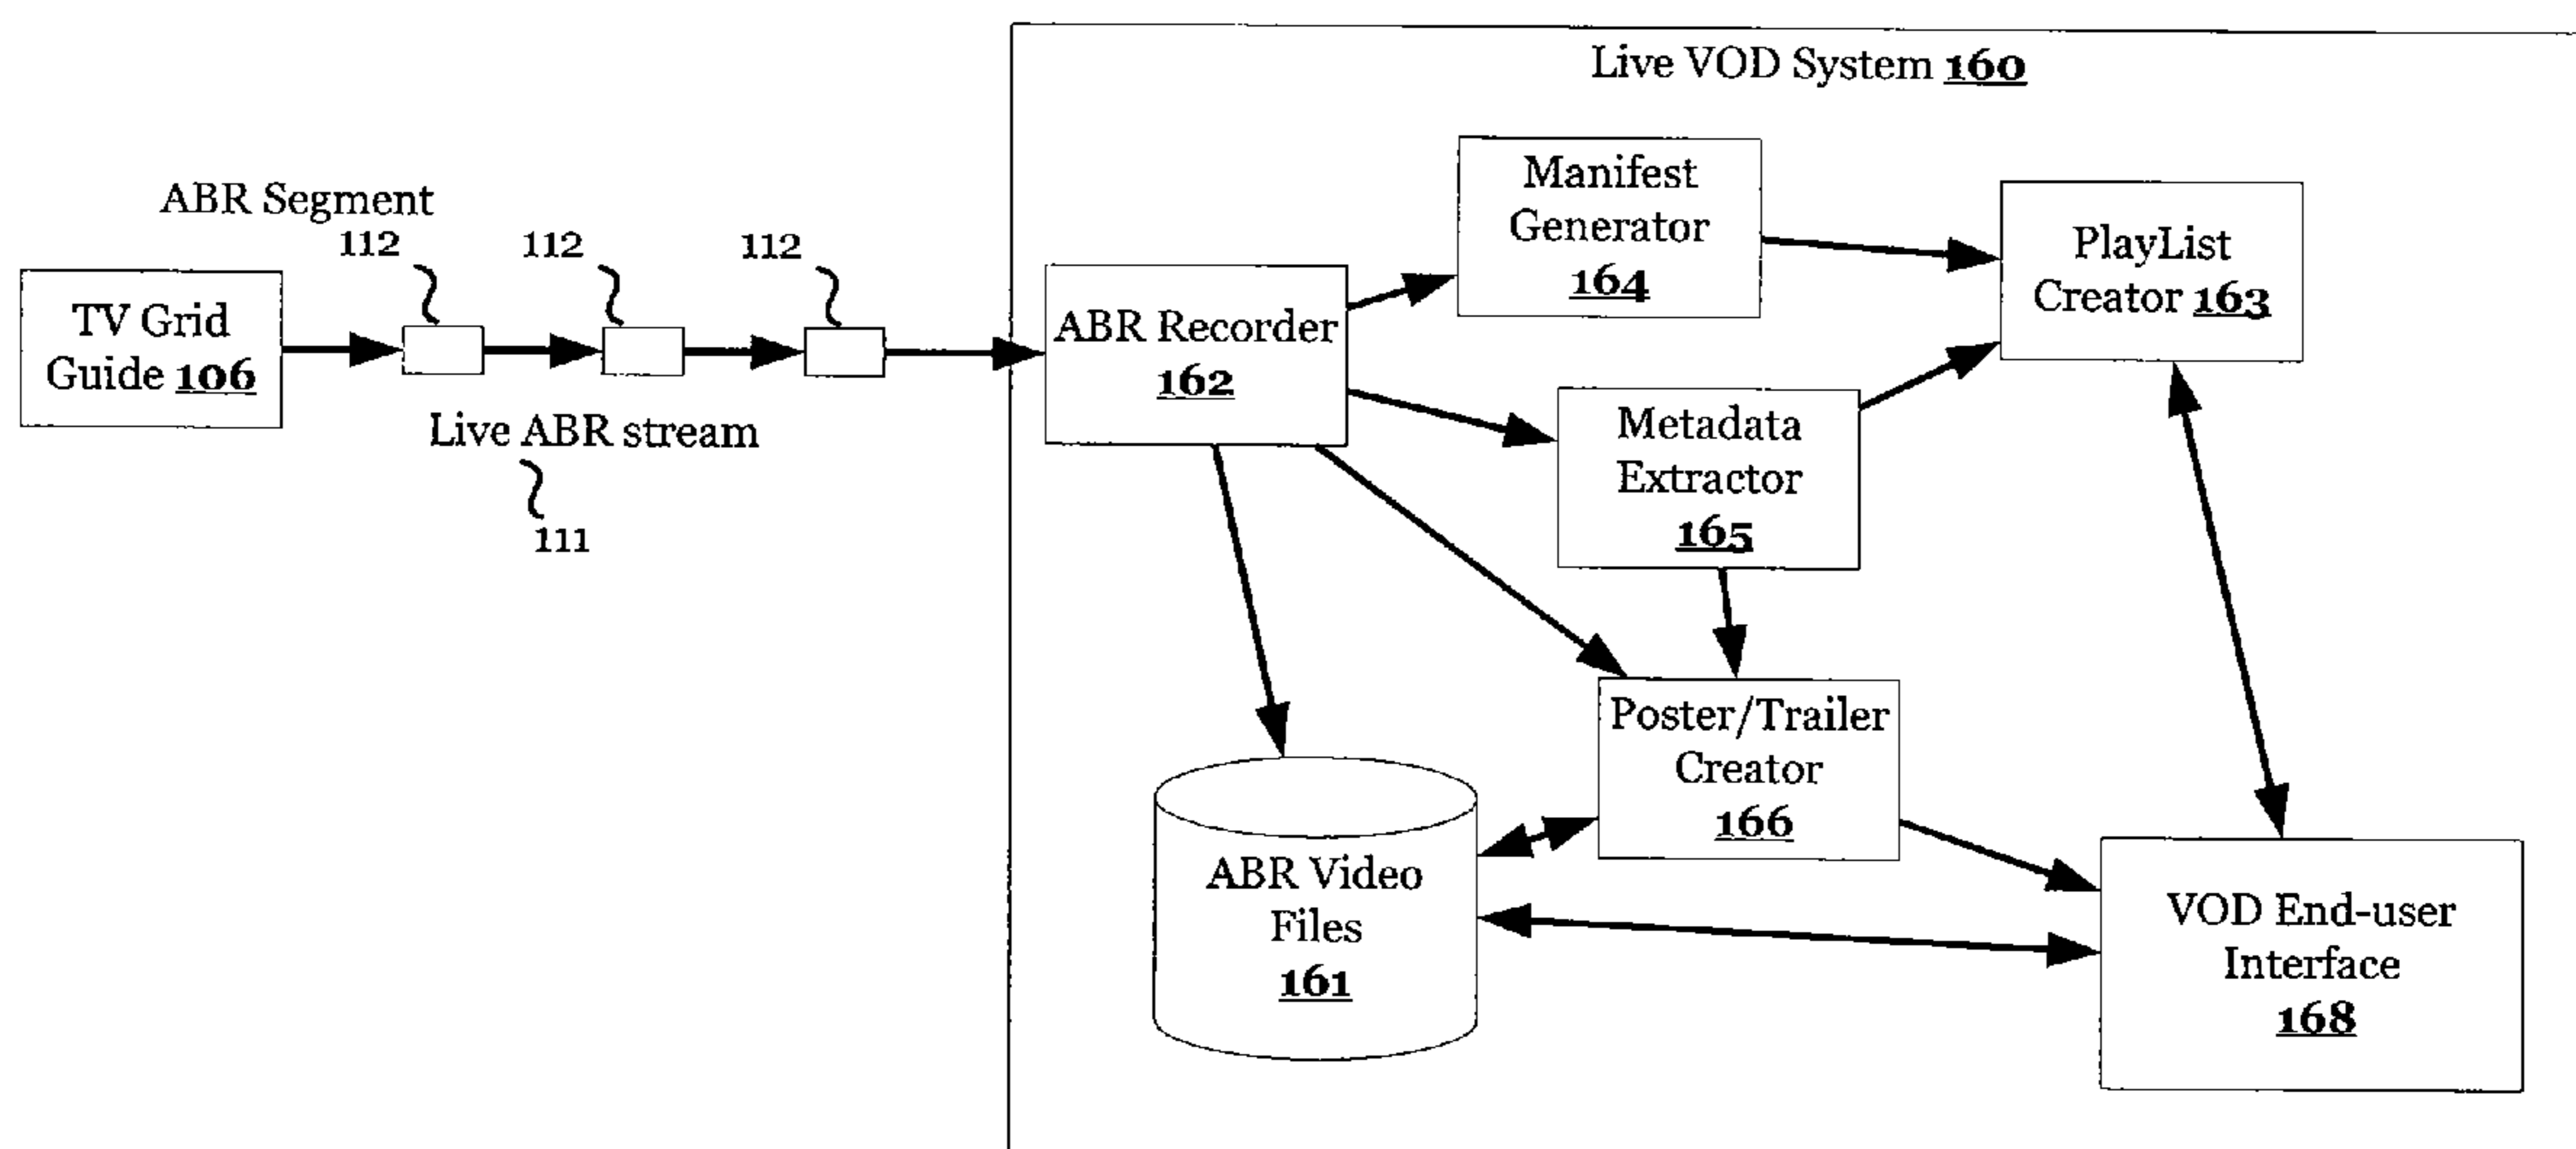 Live VOD System 160
ABR Segment
112
112
112
TV Grid
Guide 106
Live ABR stream
111
ABR Recorder
162
Manifest
Generator
164
PlayList
Creator 163
Metadata
Extractor
165
Poster/Trailer
Creator
166
ABR Video
Files
161
VOD End-user
Interface
168